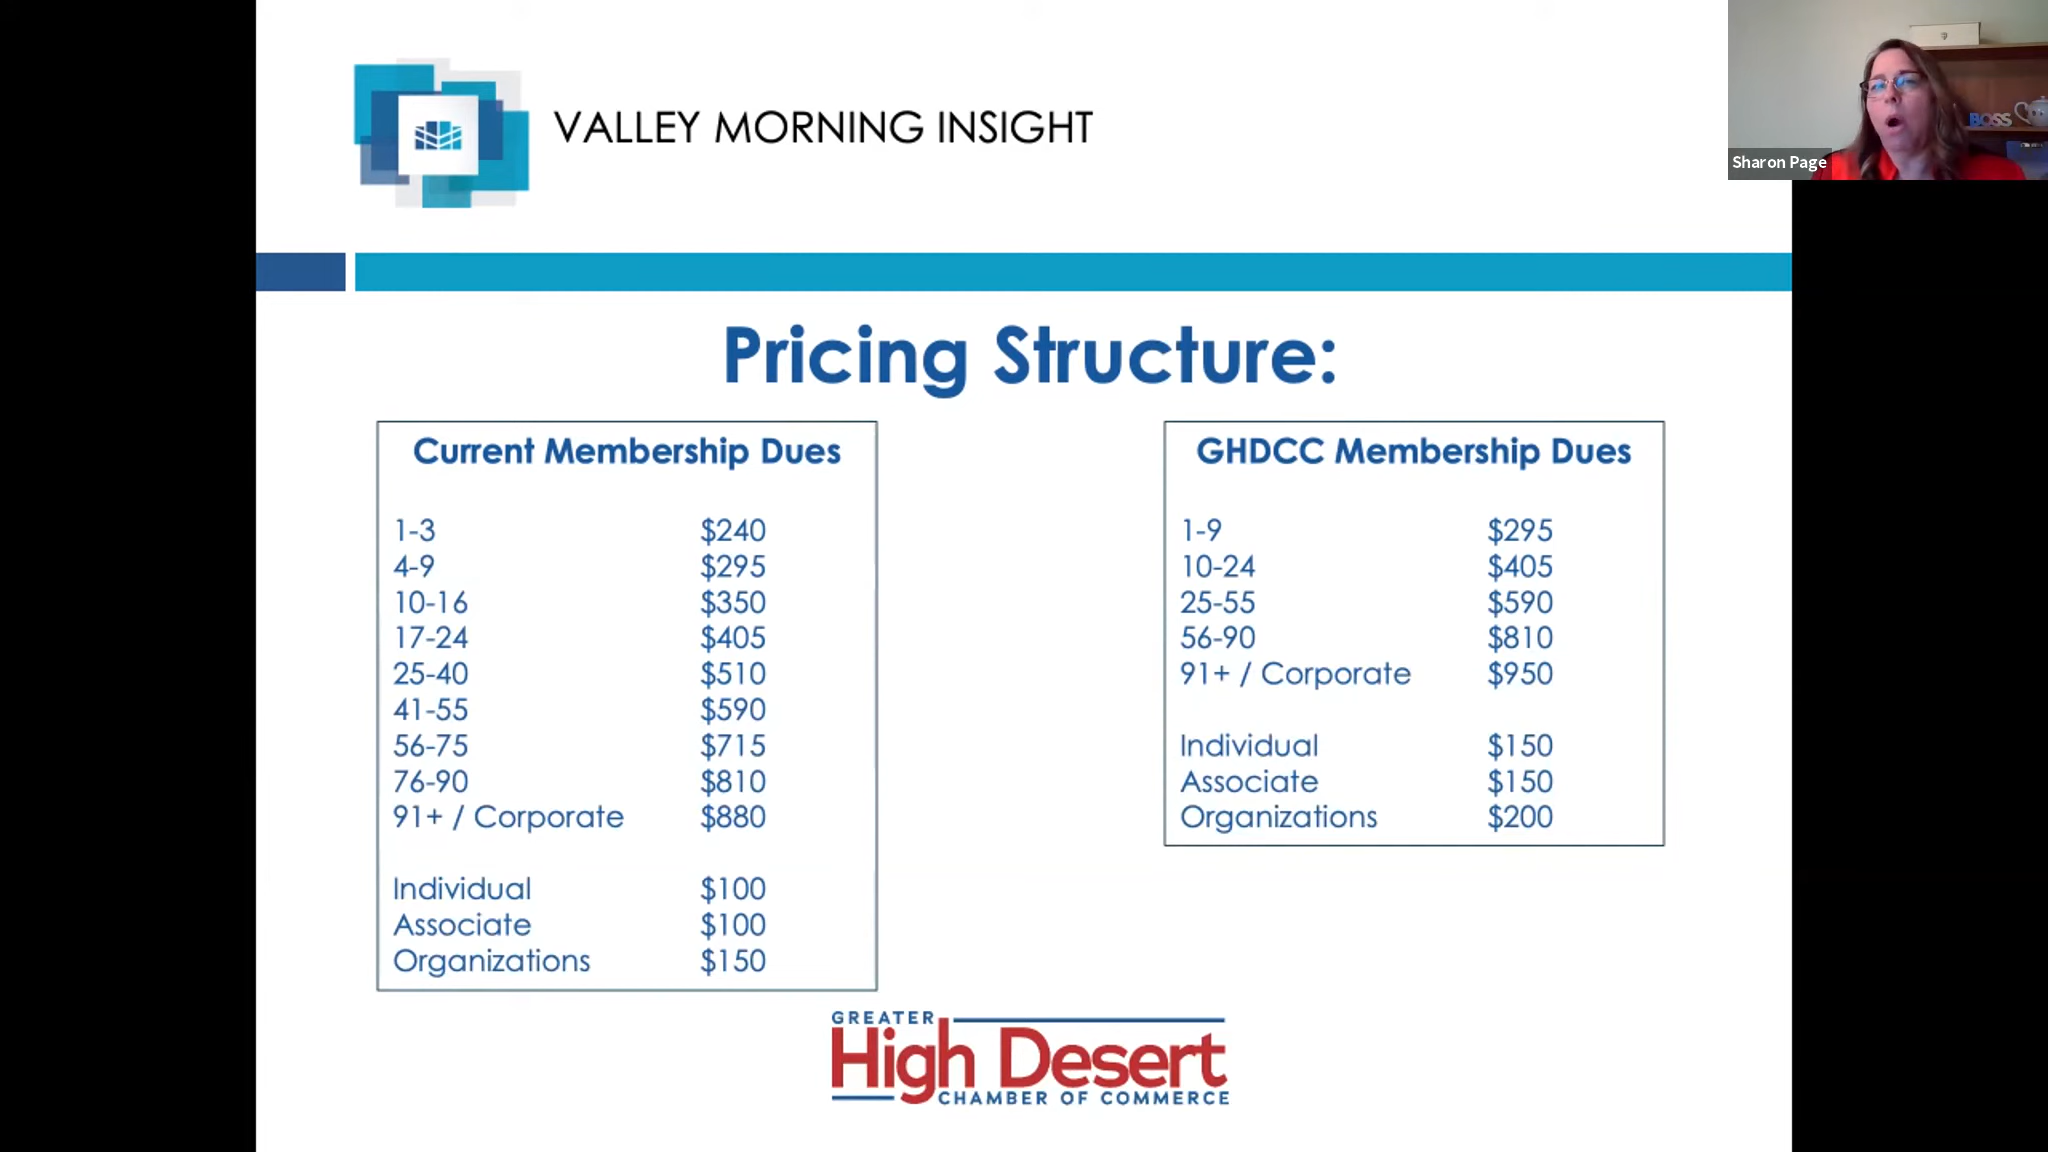 VALLEY MORNING INSIGHT
Sharon Page
BOSS
Pricing Structure:
Current Membership Dues
1-3 $240
4-9 $295
10-16 $350
17-24 $405
25-40 $510
41-55 $590
56-75 $715
76-90 $810
91+ / Corporate $880
Individual $100
Associate $100
Organizations $150
GHDCC Membership Dues
1-9 $295
10-24 $405
25-55 $590
56-90 $810
91+ / Corporate $950
Individual $150
Associate $150
Organizations $200
GREATER
High Desert
CHAMBER OF COMMERCE